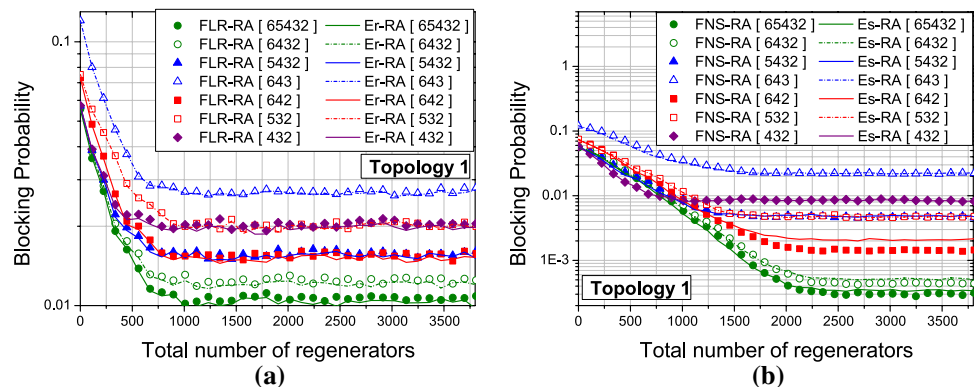 0.1
0.01
Blocking Probability
FLR-RA [ 65432 ] Er-RA [ 65432 ]
FLR-RA [ 6432 ] Er-RA [ 6432 ]
FLR-RA [ 5432 ] Er-RA [ 5432 ]
FLR-RA [ 643 ] Er-RA [ 643 ]
FLR-RA [ 642 ] Er-RA [ 642 ]
FLR-RA [ 532 ] Er-RA [ 532 ]
FLR-RA [ 432 ] Er-RA [ 432 ]
Topology 1
0 500 1000 1500 2000 2500 3000 3500
Total number of regenerators
(a)
1
0.1
0.01
1E-3
Blocking Probability
FNS-RA [ 65432 ] Es-RA [ 65432 ]
FNS-RA [ 6432 ] Es-RA [ 6432 ]
FNS-RA [ 5432 ] Es-RA [ 5432 ]
FNS-RA [ 643 ] Es-RA [ 643 ]
FNS-RA [ 642 ] Es-RA [ 642 ]
FNS-RA [ 532 ] Es-RA [ 532 ]
FNS-RA [ 432 ] Es-RA [ 432 ]
Topology 1
0 500 1000 1500 2000 2500 3000 3500
Total number of regenerators
(b)